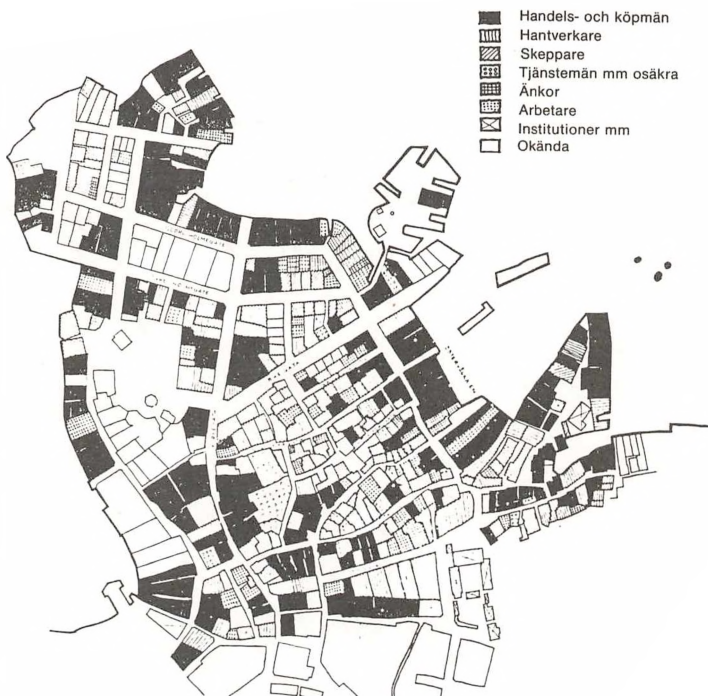 Handels- och köpmän
Hantverkare
Skeppare
Tjänstemän mm osäkra
Änkor
Arbetare
Institutioner mm
Okända